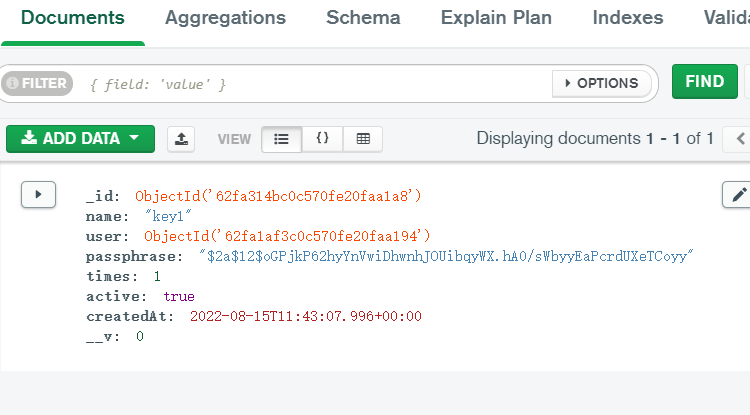 Documents Aggregations Schema Explain Plan Indexes Valida
FILTER { field: 'value' } OPTIONS FIND
ADD DATA VIEW {} Displaying documents 1 - 1 of 1
_id: ObjectId('62fa314bc0c570fe20faa1a8')
name: "key1"
user: ObjectId('62fa1af3c0c570fe20faa194')
passphrase: "$2a$12$oGPjkP62hyYnVwiDhwnhJOUibqyWX.hA0/sWbyyEaPcrdUXeTCoyy"
times: 1
active: true
createdAt: 2022-08-15T11:43:07.996+00:00
__v: 0